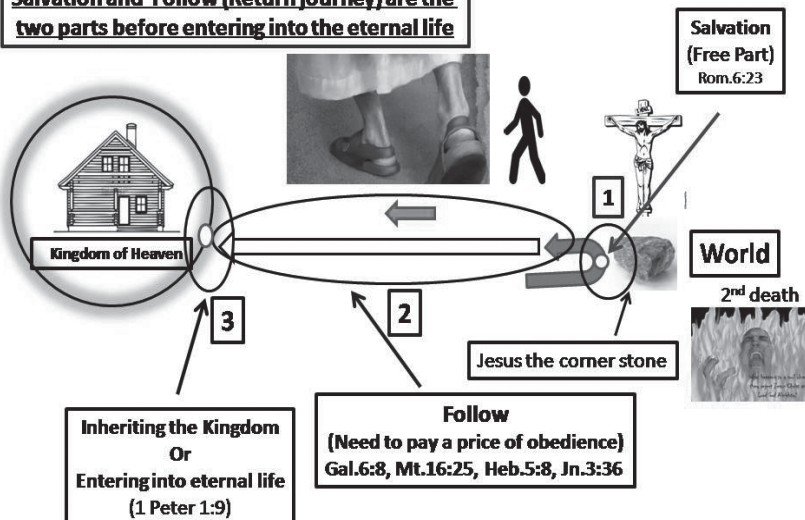 Salvation and Follow (Return journey) are the
two parts before entering into the eternal life
Salvation
(Free Part)
Rom.6:23
1
World
2nd death
Kingdom of Heaven
3
2
Jesus the corner stone
Inheriting the Kingdom
Or
Entering into eternal life
(1 Peter 1:9)
Follow
(Need to pay a price of obedience)
Gal.6:8, Mt.16:25, Heb.5:8, Jn.3:36